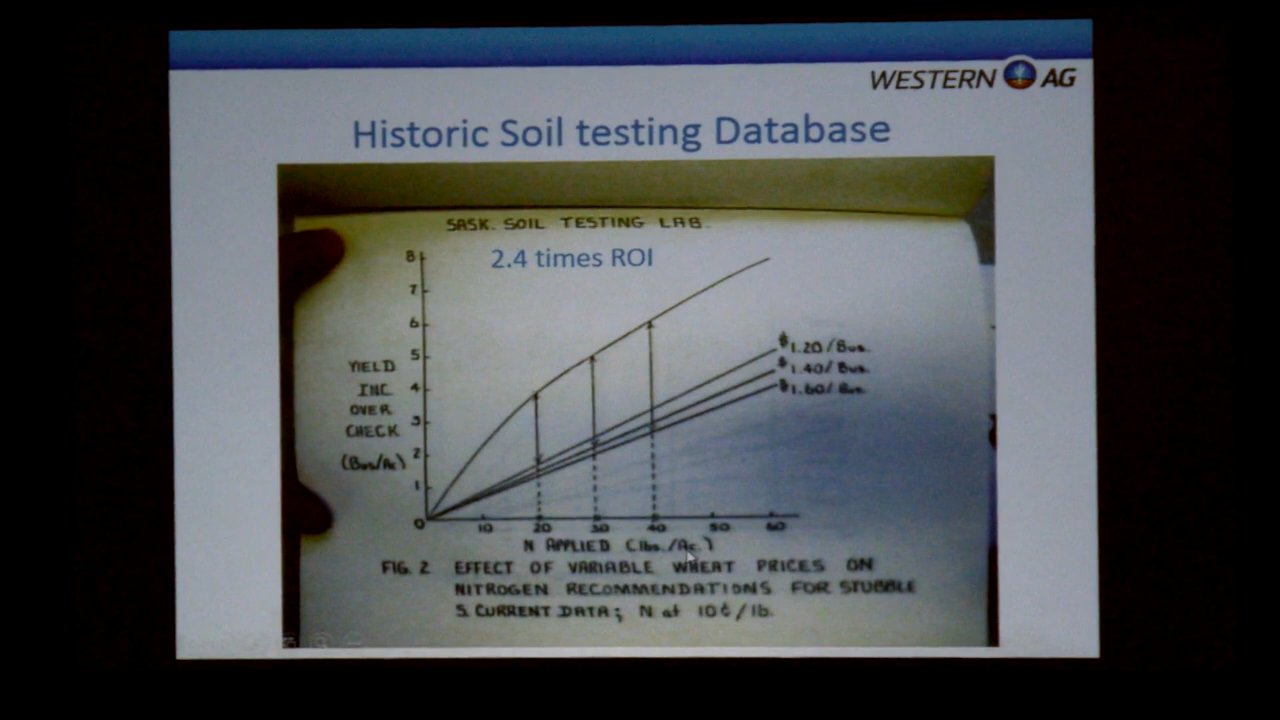 WESTERN AG
Historic Soil testing Database
SASK. SOIL TESTING LAB.
2.4 times ROI
8
7
6
5
4
3
2
1
0
YIELD
INC.
OVER
CHECK
(Bus/Ac)
$1.20/Bus.
$1.40/Bus.
$1.60/Bus.
10 20 30 40 50 60
N APPLIED (lbs./Ac.)
FIG. 2 EFFECT OF VARIABLE WHEAT PRICES ON
NITROGEN RECOMMENDATIONS FOR STUBBLE
S. CURRENT DATA; N at 10¢/lb.